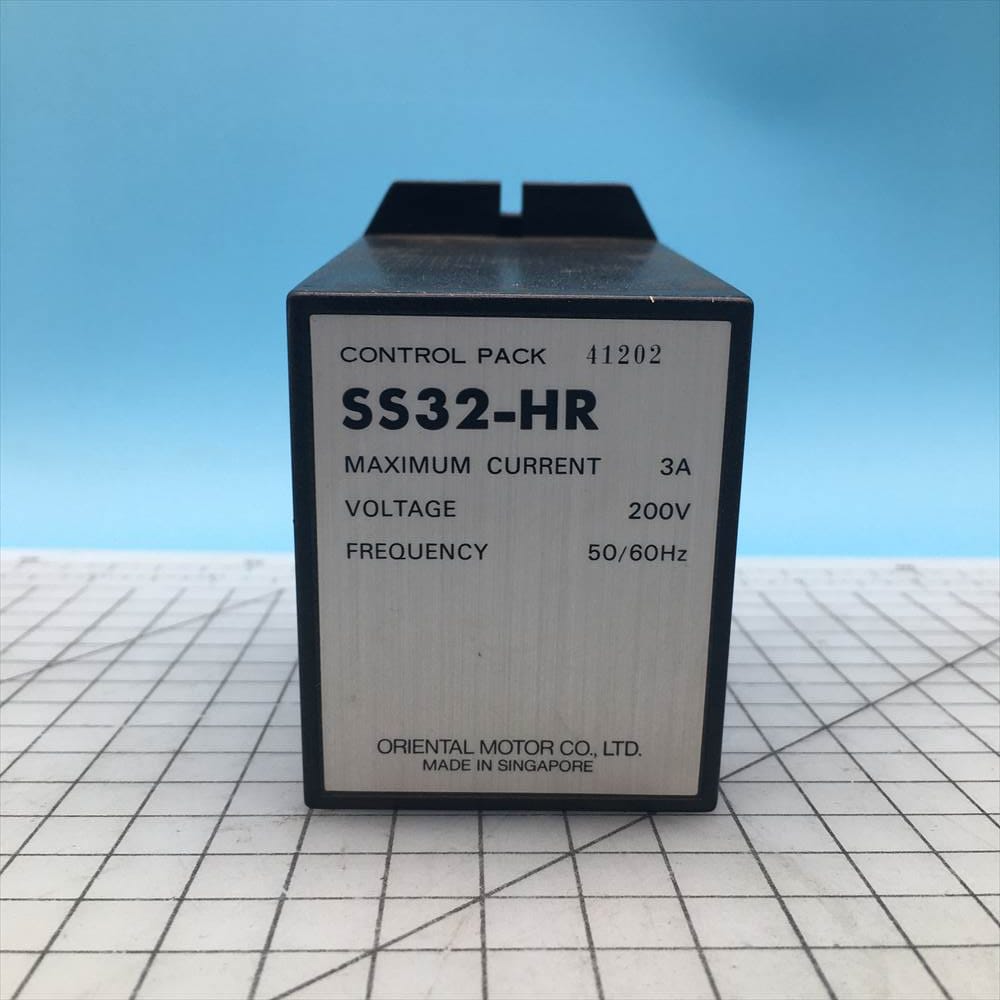 CONTROL PACK 41202
SS32-HR
MAXIMUM CURRENT 3A
VOLTAGE 200V
FREQUENCY 50/60Hz
ORIENTAL MOTOR CO., LTD.
MADE IN SINGAPORE